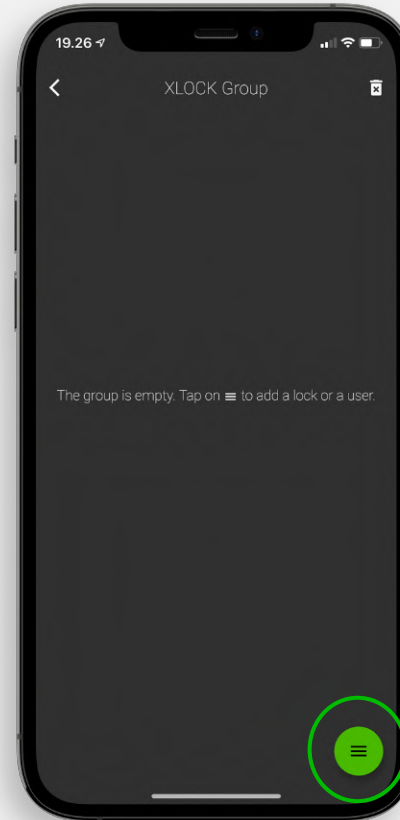 19.26
XLOCK Group
The group is empty. Tap on ≡ to add a lock or a user.